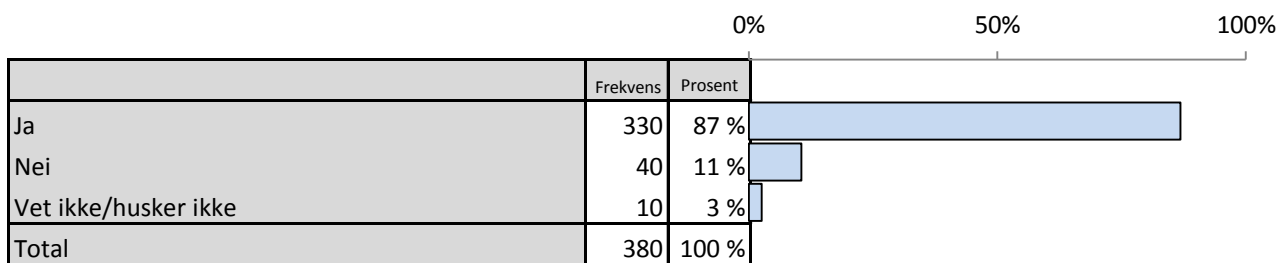 0% 50% 100%
Frekvens Prosent
Ja 330 87 %
Nei 40 11 %
Vet ikke/husker ikke 10 3 %
Total 380 100 %